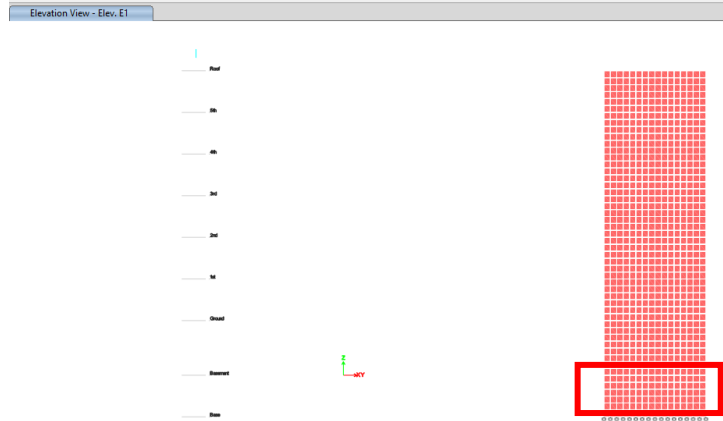 Elevation View - Elev. E1
Roof
5th
4th
3rd
2nd
1st
Ground
Z
XY
Basement
Base